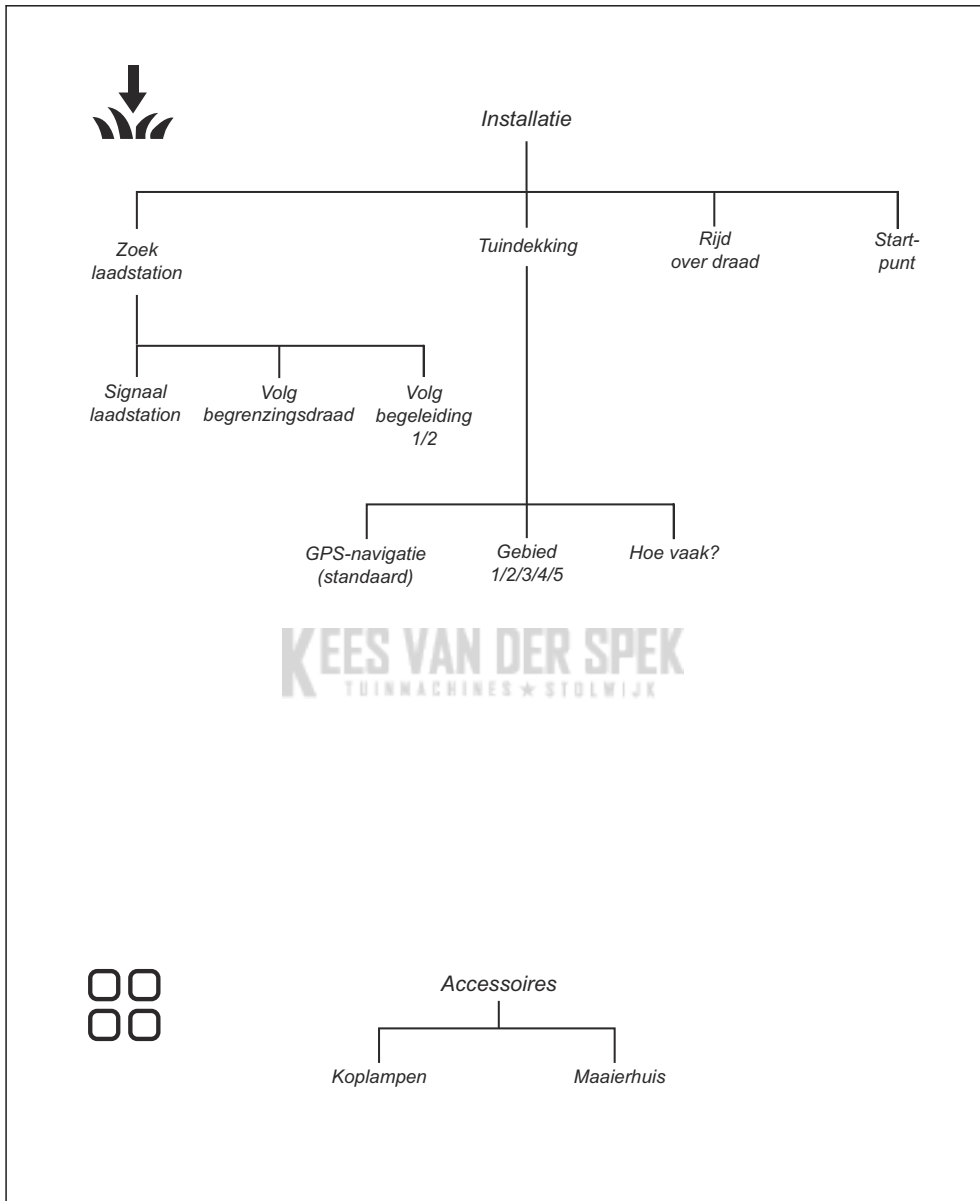 Installatie
Zoek
laadstation
Tuindekking
Rijd
over draad
Start-
punt
Signaal
laadstation
Volg
begrenzingsdraad
Volg
begeleiding
1/2
GPS-navigatie
(standaard)
Gebied
1/2/3/4/5
Hoe vaak?
KEES VAN DER SPEK
TUINMACHINES ★ STOLWIJK
Accessoires
Koplampen
Maaierhuis